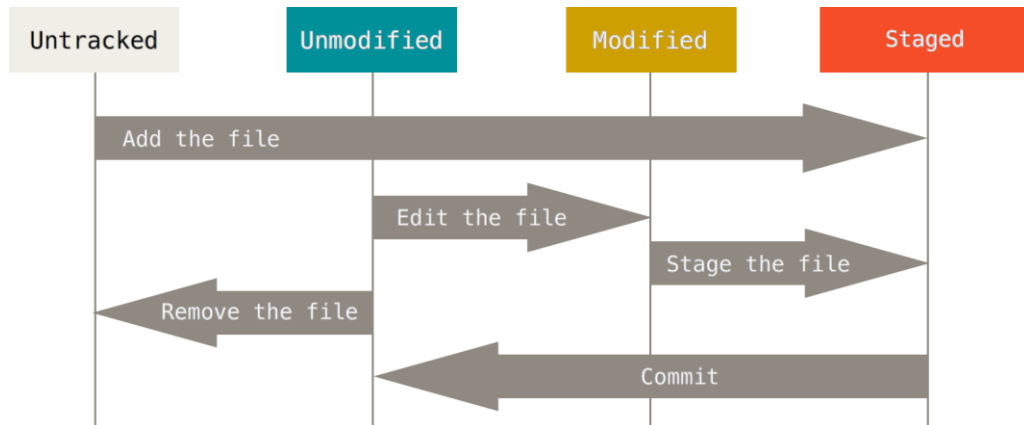 Untracked
Unmodified
Modified
Staged
Add the file
Edit the file
Stage the file
Remove the file
Commit